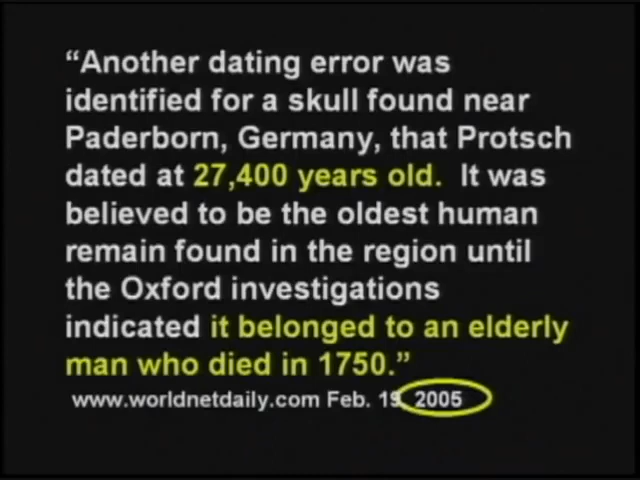 “Another dating error was
identified for a skull found near
Paderborn, Germany, that Protsch
dated at 27,400 years old.  It was
believed to be the oldest human
remain found in the region until
the Oxford investigations
indicated it belonged to an elderly
man who died in 1750.”
www.worldnetdaily.com Feb. 19 2005